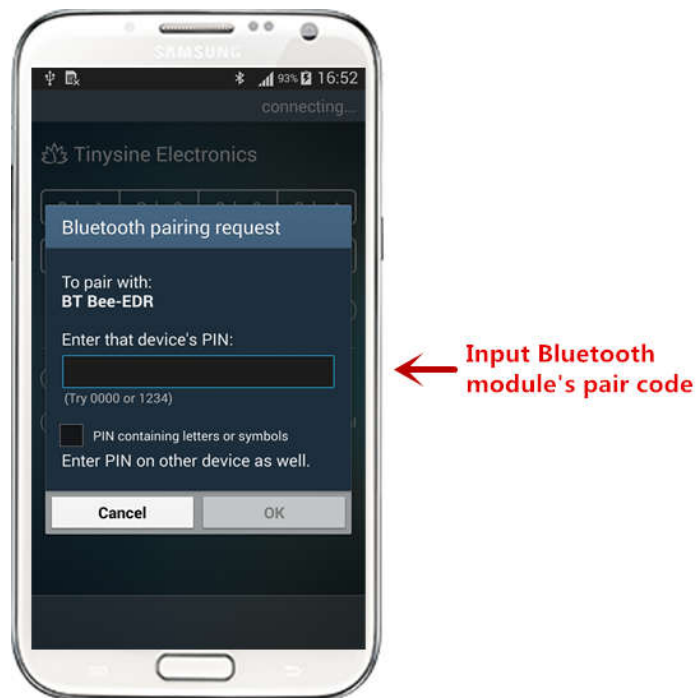 SAMSUNG
93% 16:52
connecting...
Tinysine Electronics
Bluetooth pairing request
To pair with:
BT Bee-EDR
Enter that device's PIN:
(Try 0000 or 1234)
PIN containing letters or symbols
Enter PIN on other device as well.
Cancel OK
Input Bluetooth
module's pair code